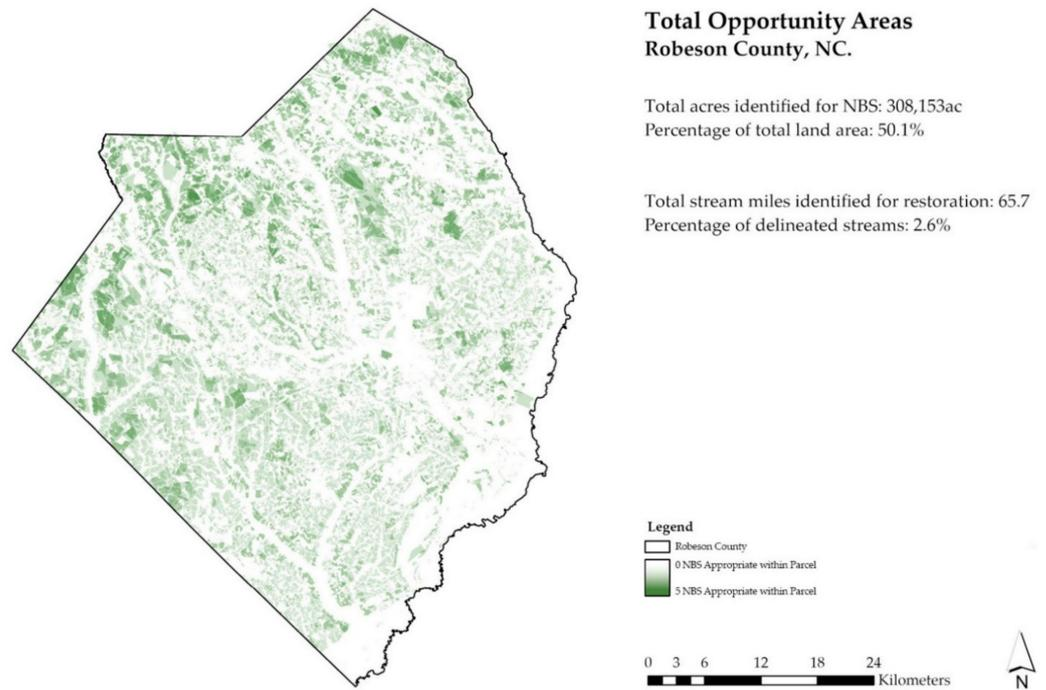 Total Opportunity Areas
Robeson County, NC.
Total acres identified for NBS: 308,153ac
Percentage of total land area: 50.1%
Total stream miles identified for restoration: 65.7
Percentage of delineated streams: 2.6%
Legend
Robeson County
0 NBS Appropriate within Parcel
5 NBS Appropriate within Parcel
0 3 6 12 18 24
Kilometers
N